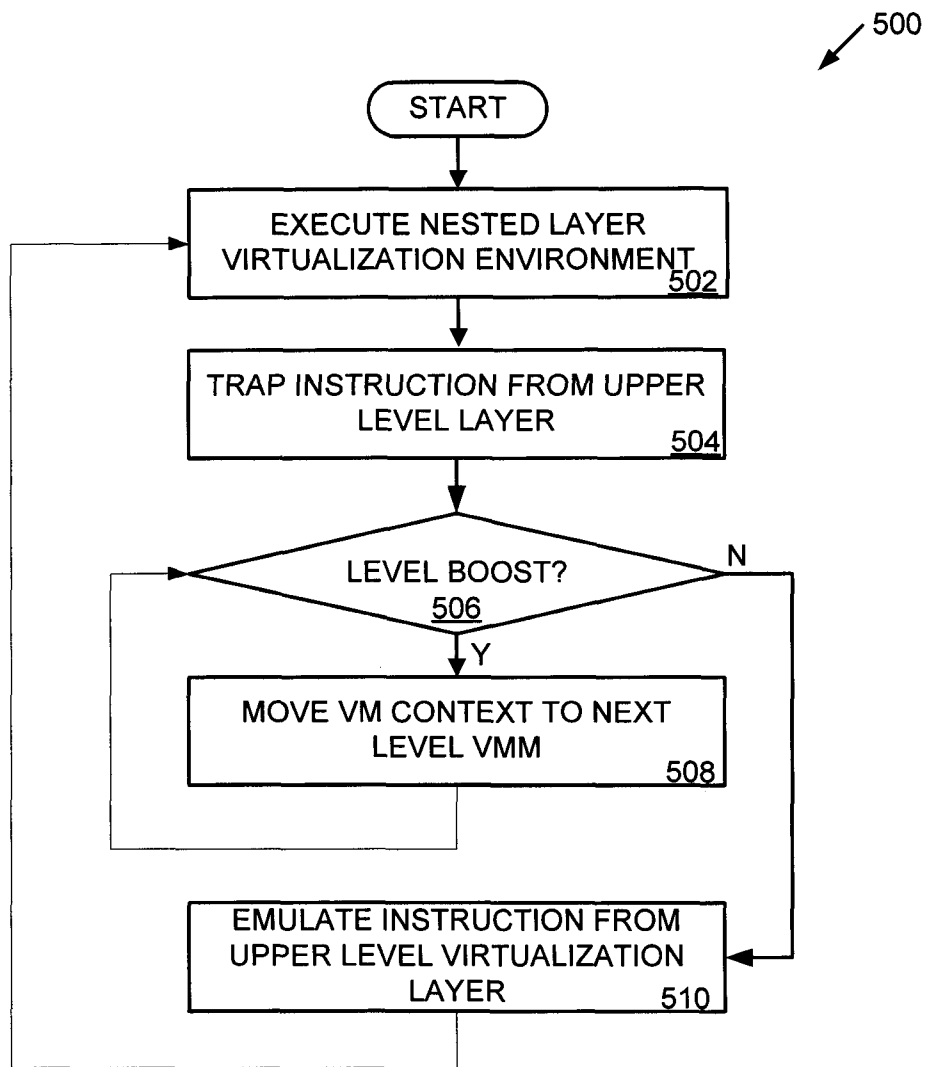 500
START
EXECUTE NESTED LAYER
VIRTUALIZATION ENVIRONMENT
502
TRAP INSTRUCTION FROM UPPER
LEVEL LAYER
504
LEVEL BOOST?
506
N
Y
MOVE VM CONTEXT TO NEXT
LEVEL VMM
508
EMULATE INSTRUCTION FROM
UPPER LEVEL VIRTUALIZATION
LAYER
510